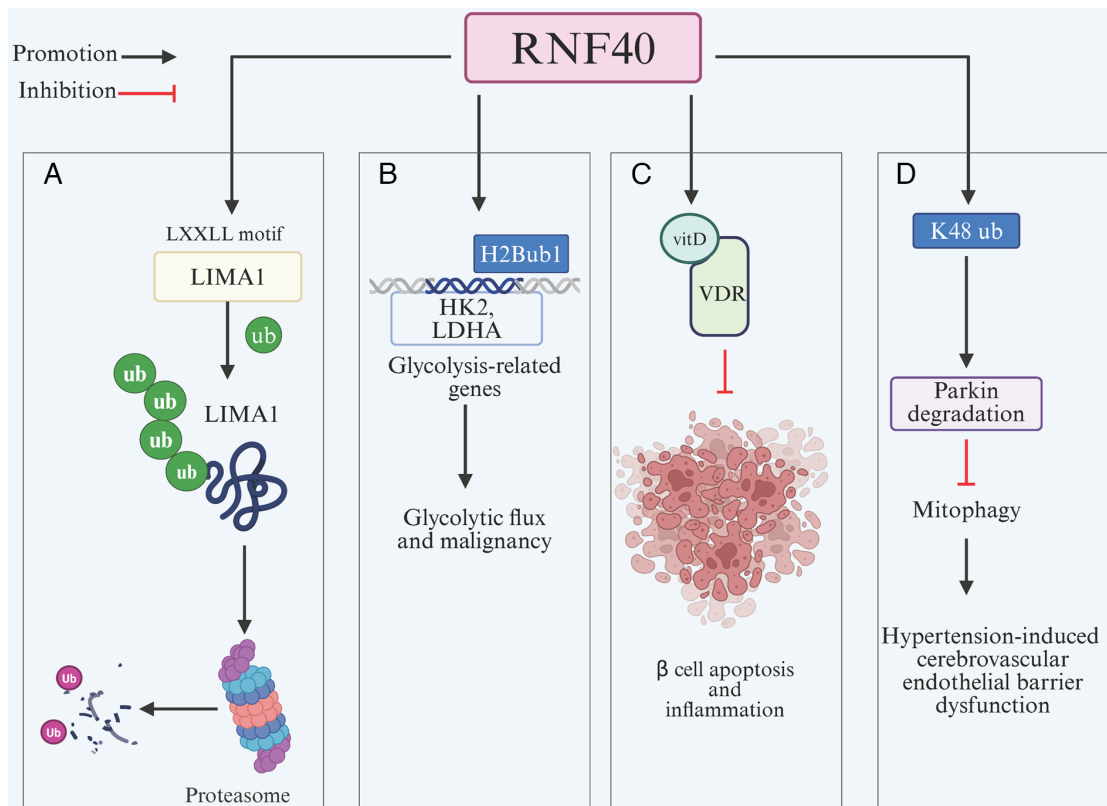 RNF40
Promotion
Inhibition
A
LXXLL motif
LIMA1
ub
ub
ub
ub
ub
LIMA1
Ub
Ub
Proteasome
B
H2Bub1
HK2,
LDHA
Glycolysis-related
genes
Glycolytic flux
and malignancy
C
vitD
VDR
β cell apoptosis
and
inflammation
D
K48 ub
Parkin
degradation
Mitophagy
Hypertension-induced
cerebrovascular
endothelial barrier
dysfunction